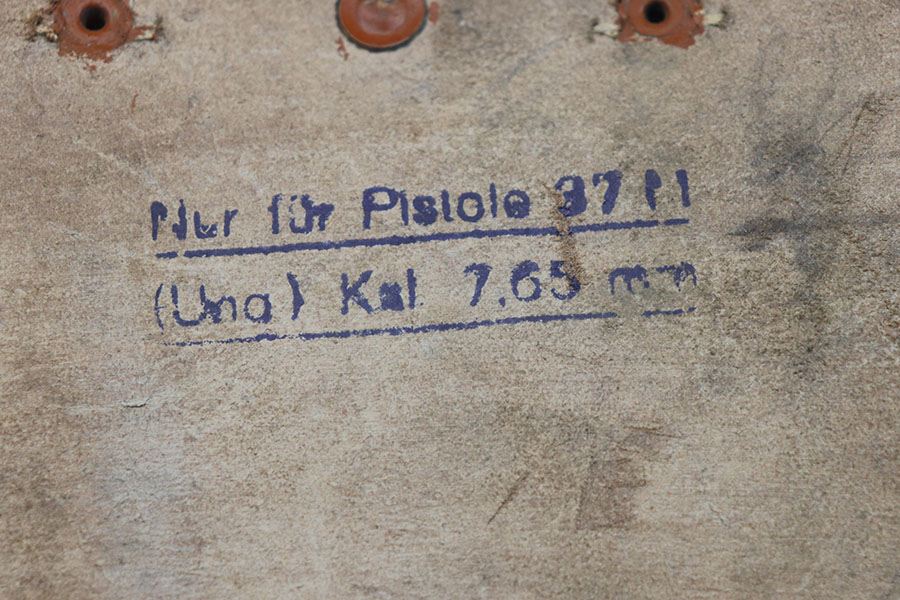 Nur für Pistole 37 H
(Ung) Kal. 7,65 mm